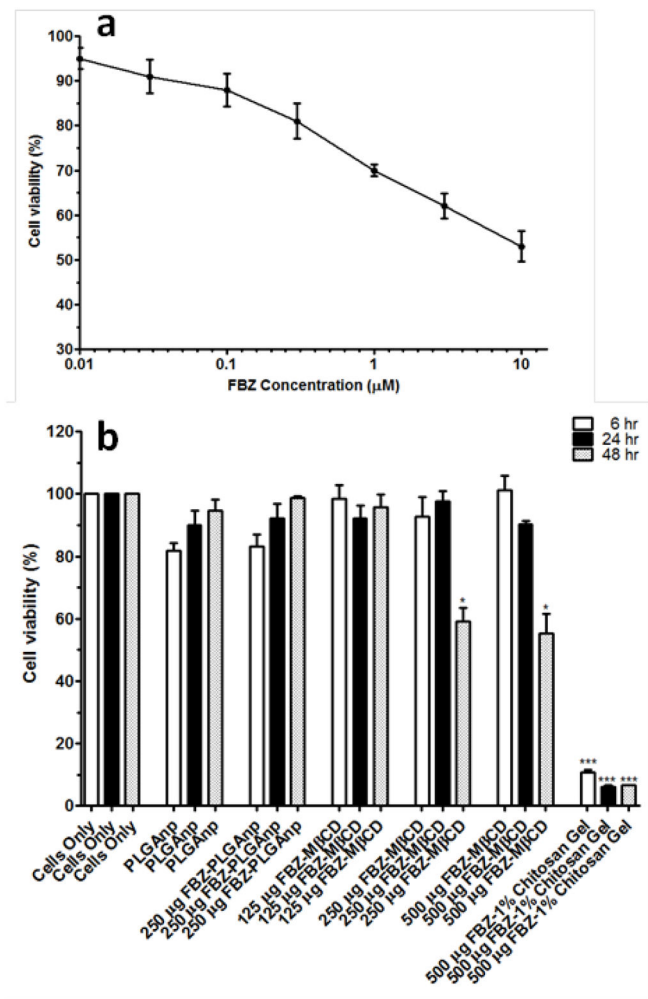 a
100
90
80
70
60
50
40
30
Cell viability (%)
0.01
0.1
1
10
FBZ Concentration (μM)
b
6 hr
24 hr
48 hr
120
100
80
60
40
20
0
Cell viability (%)
*
*
***
***
***
Cells Only
Cells Only
Cells Only
PLGAnp
PLGAnp
PLGAnp
250 μg FBZ-PLGAnp
250 μg FBZ-PLGAnp
250 μg FBZ-PLGAnp
125 μg FBZ-MβCD
125 μg FBZ-MβCD
125 μg FBZ-MβCD
250 μg FBZ-MβCD
250 μg FBZ-MβCD
250 μg FBZ-MβCD
500 μg FBZ-MβCD
500 μg FBZ-MβCD
500 μg FBZ-MβCD
500 μg FBZ-1% Chitosan Gel
500 μg FBZ-1% Chitosan Gel
500 μg FBZ-1% Chitosan Gel